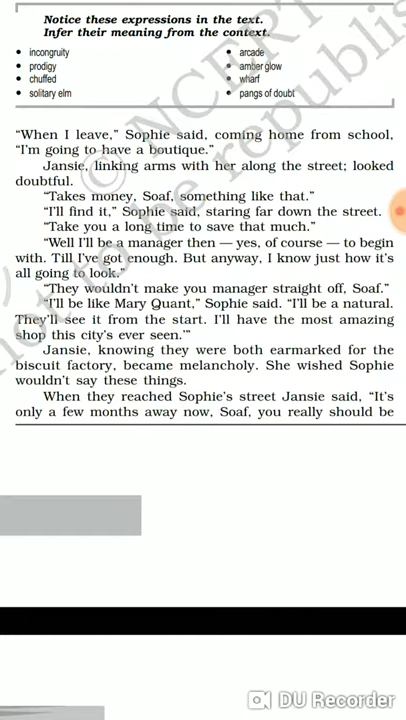 Notice these expressions in the text.
Infer their meaning from the context.
• incongruity • arcade
• prodigy • amber glow
• chuffed • wharf
• solitary elm • pangs of doubt
© NCERT
not to be republis
“When I leave,” Sophie said, coming home from school,
“I’m going to have a boutique.”
Jansie, linking arms with her along the street; looked
doubtful.
“Takes money, Soaf, something like that.”
“I’ll find it,” Sophie said, staring far down the street.
“Take you a long time to save that much.”
“Well I’ll be a manager then — yes, of course — to begin
with. Till I’ve got enough. But anyway, I know just how it’s
all going to look.”
“They wouldn’t make you manager straight off, Soaf.”
“I’ll be like Mary Quant,” Sophie said. “I’ll be a natural.
They’ll see it from the start. I’ll have the most amazing
shop this city’s ever seen.’”
Jansie, knowing they were both earmarked for the
biscuit factory, became melancholy. She wished Sophie
wouldn’t say these things.
When they reached Sophie’s street Jansie said, “It’s
only a few months away now, Soaf, you really should be
DU Recorder